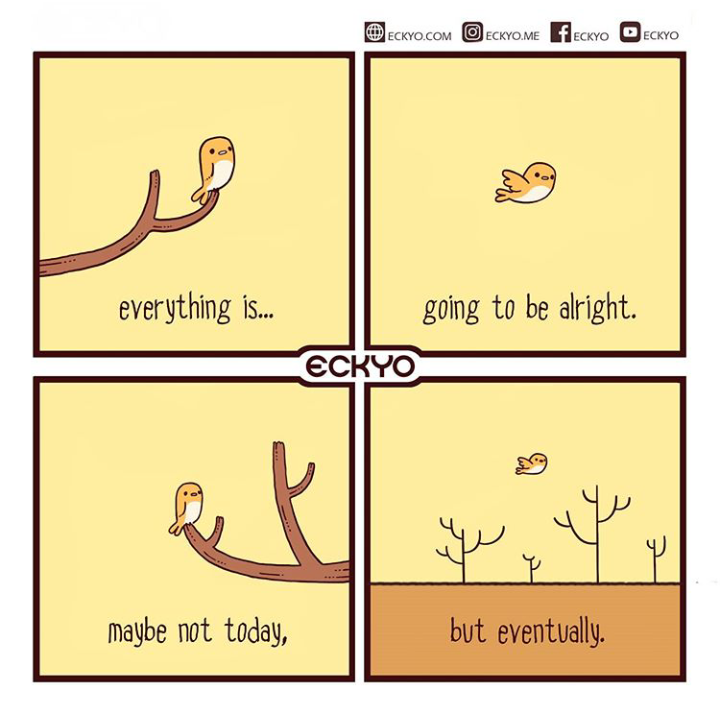 ECKYO.COM ECKYO.ME ECKYO ECKYO
everything is...
going to be alright.
ECKYO
maybe not today,
but eventually.